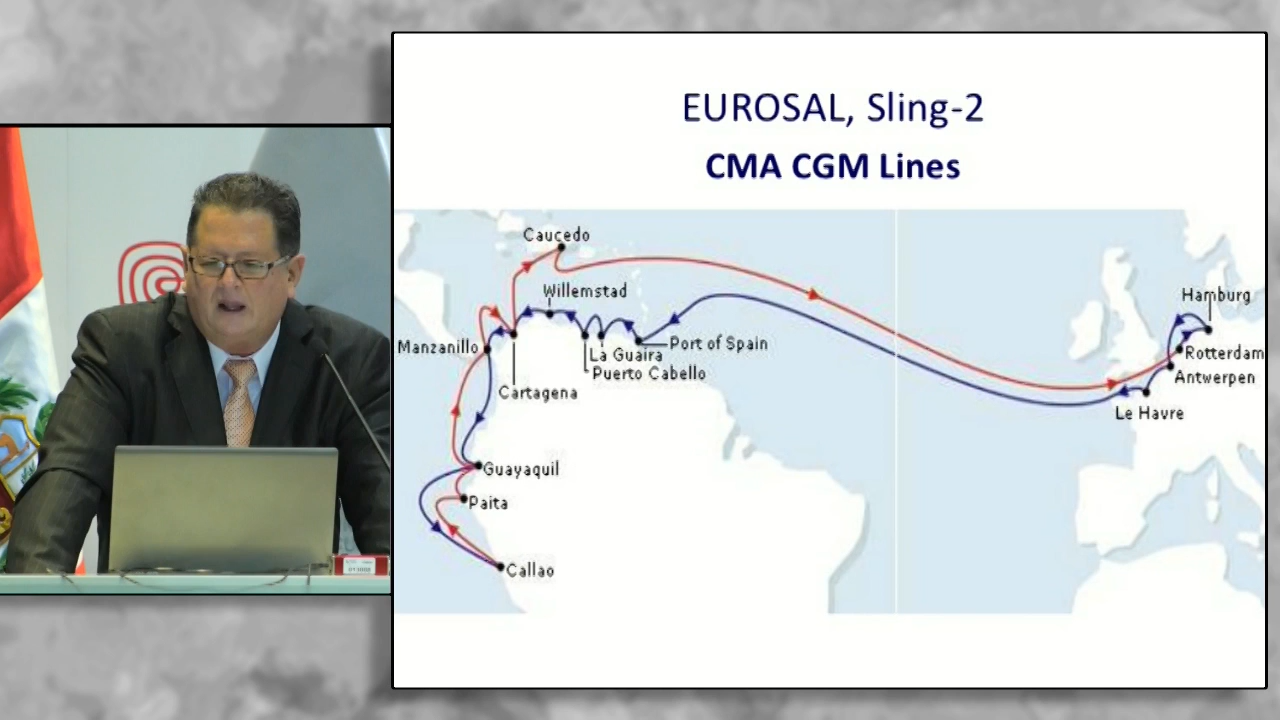 EUROSAL, Sling-2
CMA CGM Lines
Caucedo
Willemstad
Hamburg
Manzanillo
Port of Spain
La Guaira
Rotterdam
Puerto Cabello
Antwerpen
Cartagena
Le Havre
Guayaquil
Paita
Callao